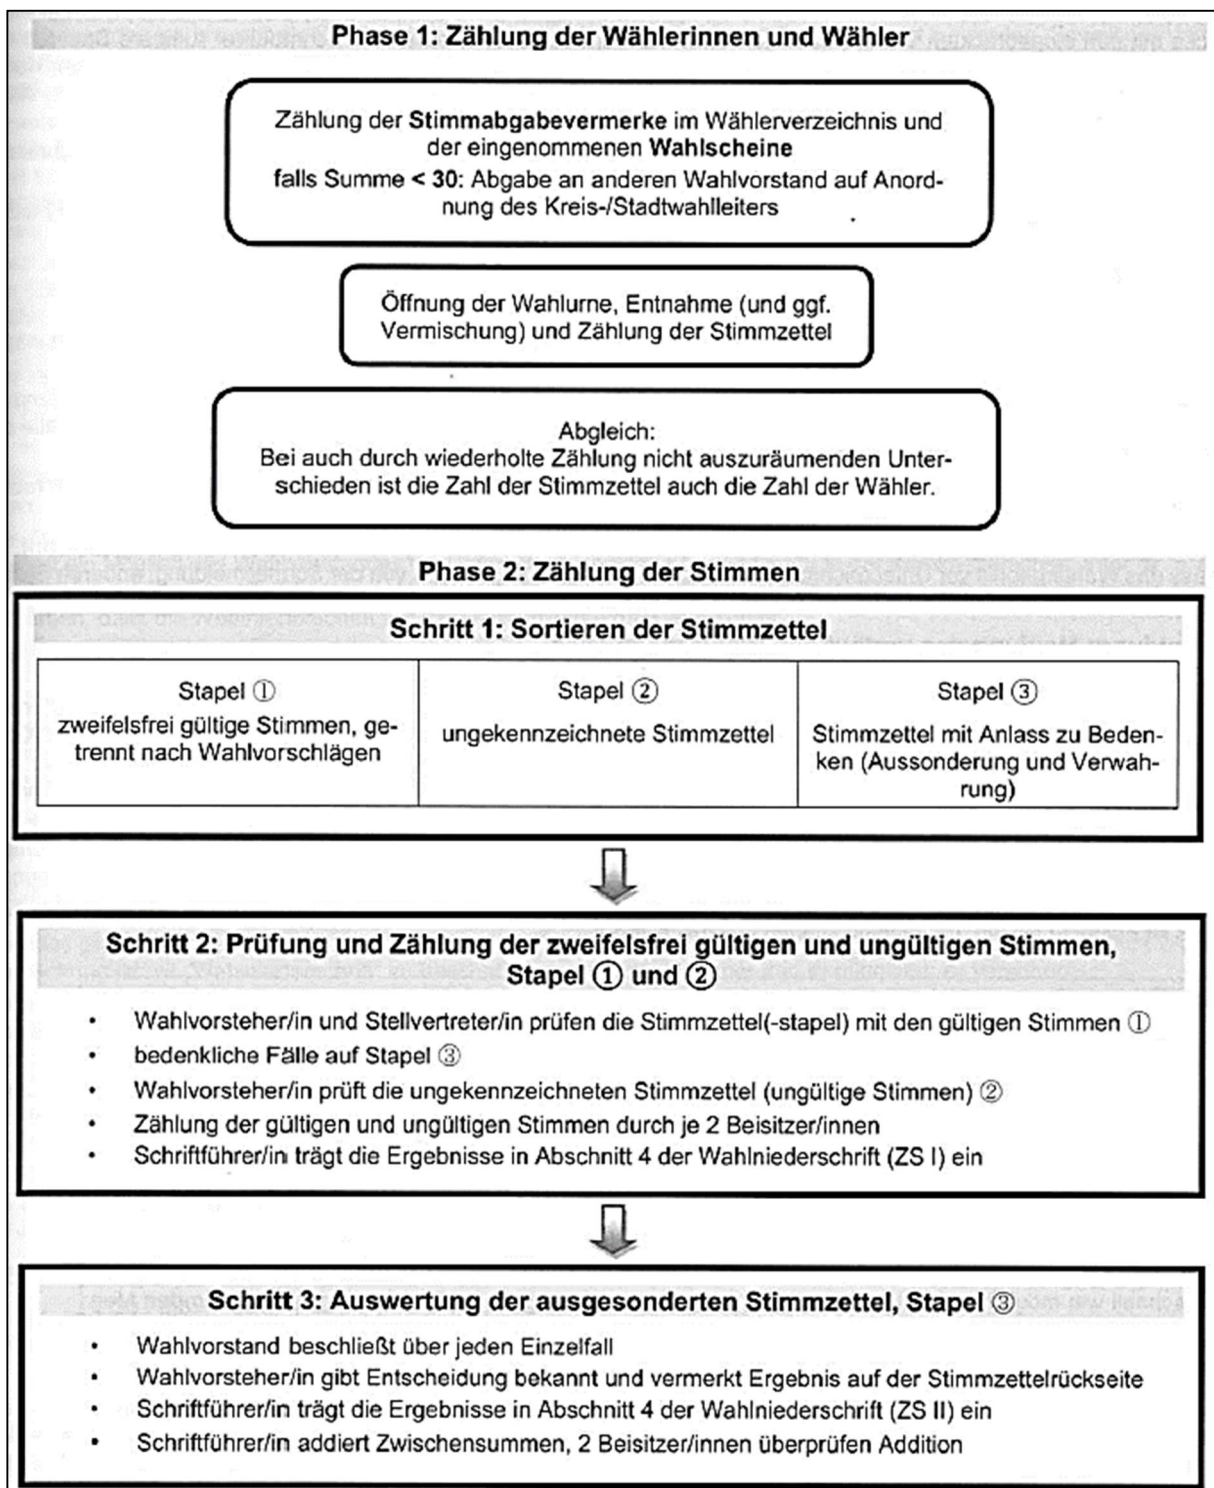 Phase 1: Zählung der Wählerinnen und Wähler
Zählung der Stimmabgabevermerke im Wählerverzeichnis und
der eingenommenen Wahlscheine
falls Summe < 30: Abgabe an anderen Wahlvorstand auf Anord-
nung des Kreis-/Stadtwahlleiters
Öffnung der Wahlurne, Entnahme (und ggf.
Vermischung) und Zählung der Stimmzettel
Abgleich:
Bei auch durch wiederholte Zählung nicht auszuräumenden Unter-
schieden ist die Zahl der Stimmzettel auch die Zahl der Wähler.
Phase 2: Zählung der Stimmen
Schritt 1: Sortieren der Stimmzettel
Stapel ①
zweifelsfrei gültige Stimmen, ge-
trennt nach Wahlvorschlägen
Stapel ②
ungekennzeichnete Stimmzettel
Stapel ③
Stimmzettel mit Anlass zu Beden-
ken (Aussonderung und Verwah-
rung)
Schritt 2: Prüfung und Zählung der zweifelsfrei gültigen und ungültigen Stimmen,
Stapel ① und ②
• Wahlvorsteher/in und Stellvertreter/in prüfen die Stimmzettel(-stapel) mit den gültigen Stimmen ①
• bedenkliche Fälle auf Stapel ③
• Wahlvorsteher/in prüft die ungekennzeichneten Stimmzettel (ungültige Stimmen) ②
• Zählung der gültigen und ungültigen Stimmen durch je 2 Beisitzer/innen
• Schriftführer/in trägt die Ergebnisse in Abschnitt 4 der Wahlniederschrift (ZS I) ein
Schritt 3: Auswertung der ausgesonderten Stimmzettel, Stapel ③
• Wahlvorstand beschließt über jeden Einzelfall
• Wahlvorsteher/in gibt Entscheidung bekannt und vermerkt Ergebnis auf der Stimmzettelrückseite
• Schriftführer/in trägt die Ergebnisse in Abschnitt 4 der Wahlniederschrift (ZS II) ein
• Schriftführer/in addiert Zwischensummen, 2 Beisitzer/innen überprüfen Addition